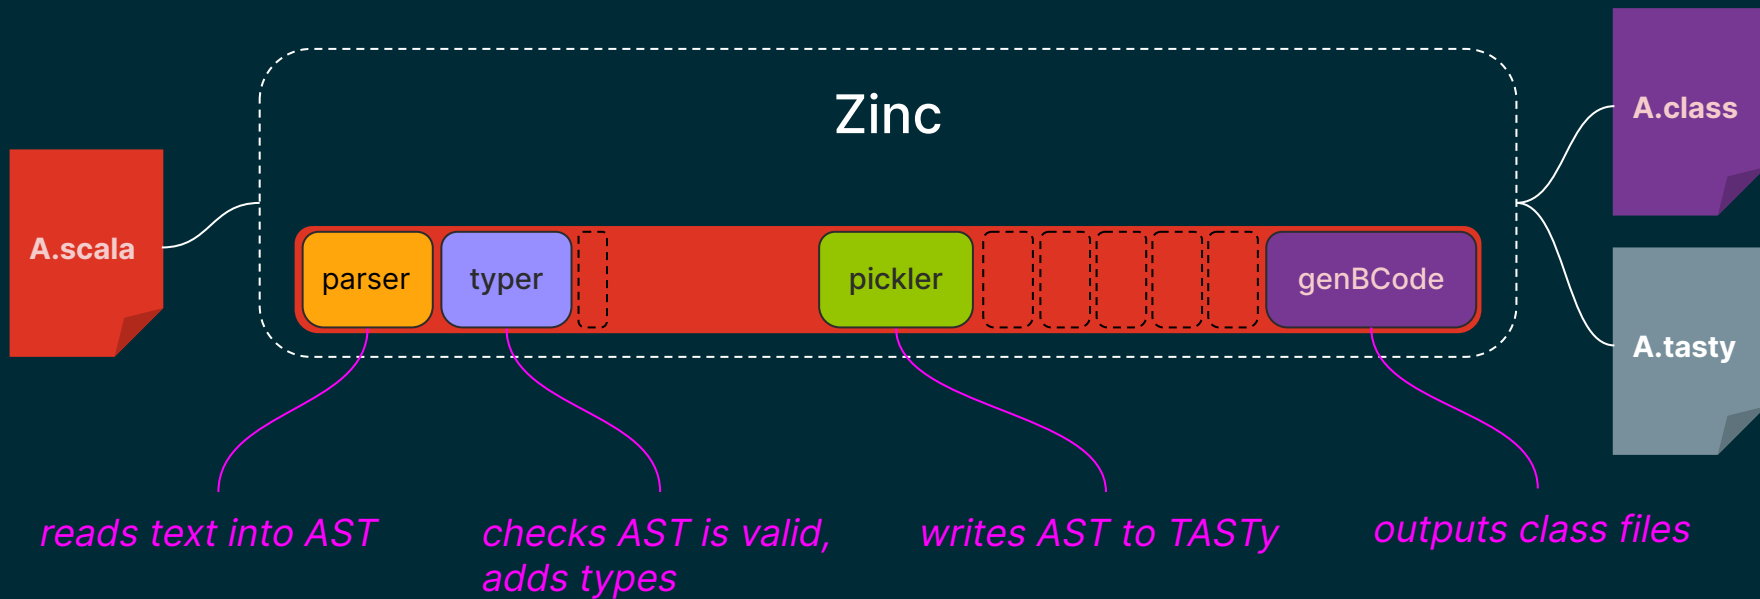 Zinc
A.scala
parser
typer
pickler
genBCode
A.class
A.tasty
reads text into AST
checks AST is valid,
adds types
writes AST to TASTy
outputs class files